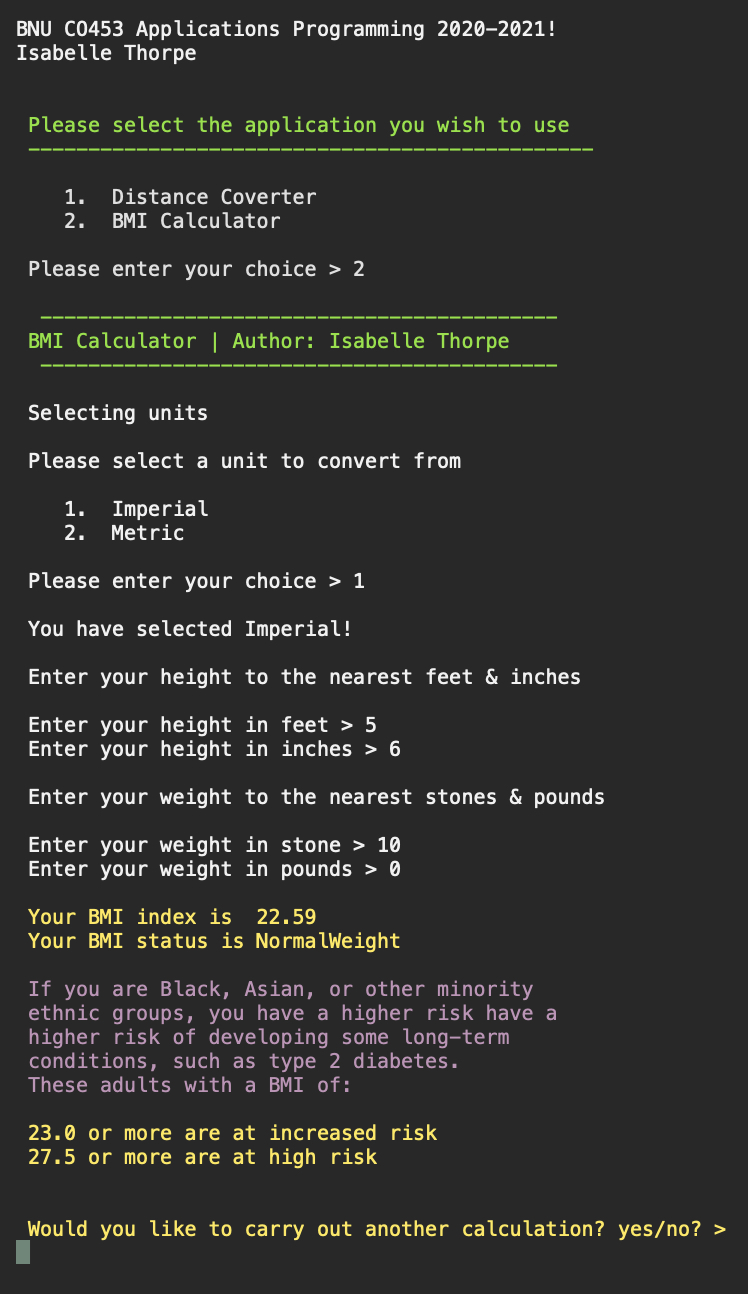 BNU CO453 Applications Programming 2020-2021!
Isabelle Thorpe
Please select the application you wish to use
-----------------------------------------------
1. Distance Coverter
2. BMI Calculator
Please enter your choice > 2
-------------------------------------------
BMI Calculator | Author: Isabelle Thorpe
-------------------------------------------
Selecting units
Please select a unit to convert from
1. Imperial
2. Metric
Please enter your choice > 1
You have selected Imperial!
Enter your height to the nearest feet & inches
Enter your height in feet > 5
Enter your height in inches > 6
Enter your weight to the nearest stones & pounds
Enter your weight in stone > 10
Enter your weight in pounds > 0
Your BMI index is  22.59
Your BMI status is NormalWeight
If you are Black, Asian, or other minority
ethnic groups, you have a higher risk have a
higher risk of developing some long-term
conditions, such as type 2 diabetes.
These adults with a BMI of:
23.0 or more are at increased risk
27.5 or more are at high risk
Would you like to carry out another calculation? yes/no? >